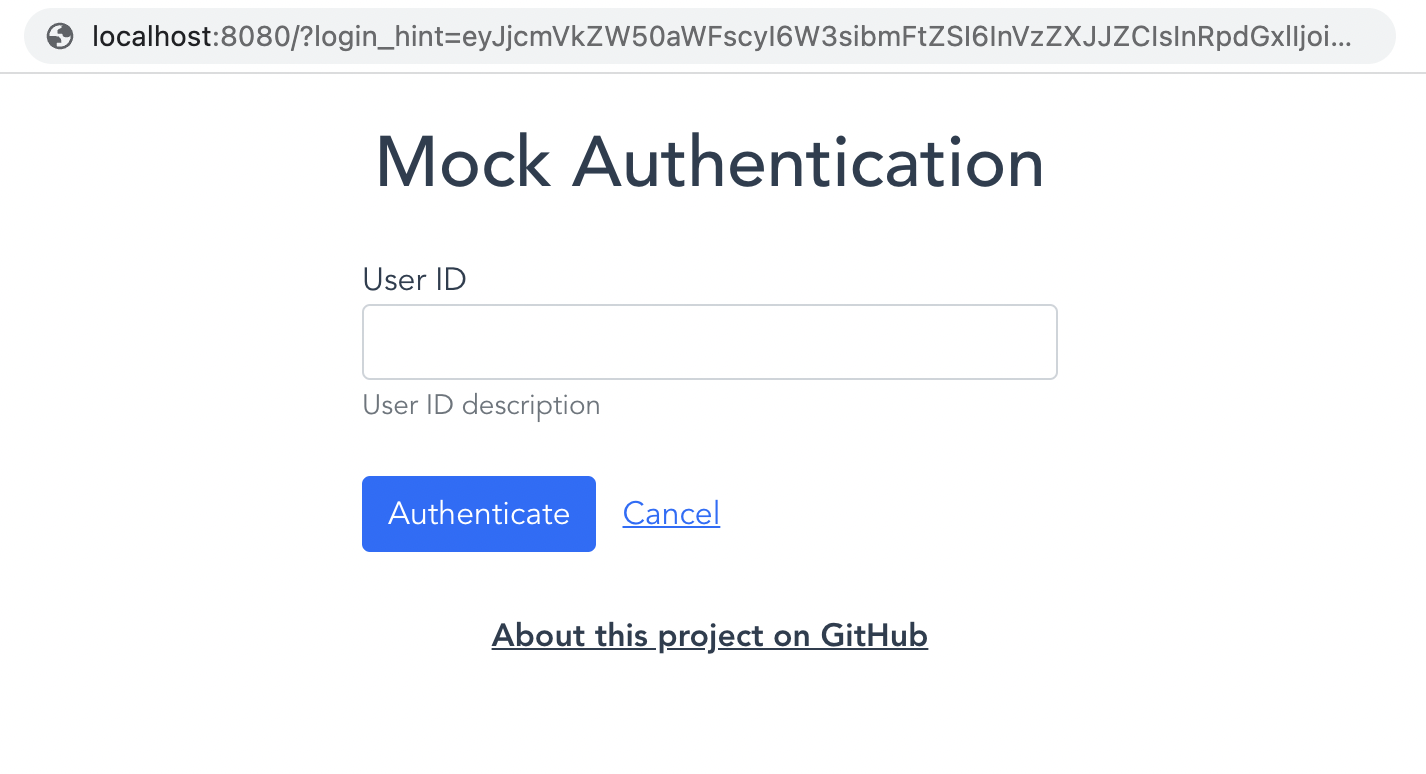 localhost:8080/?login_hint=eyJjcmVkZW50aWFscyI6W3sibmFtZSI6InVzZXJJZCIsInRpdGxlIjoi...
Mock Authentication
User ID
User ID description
Authenticate Cancel
About this project on GitHub